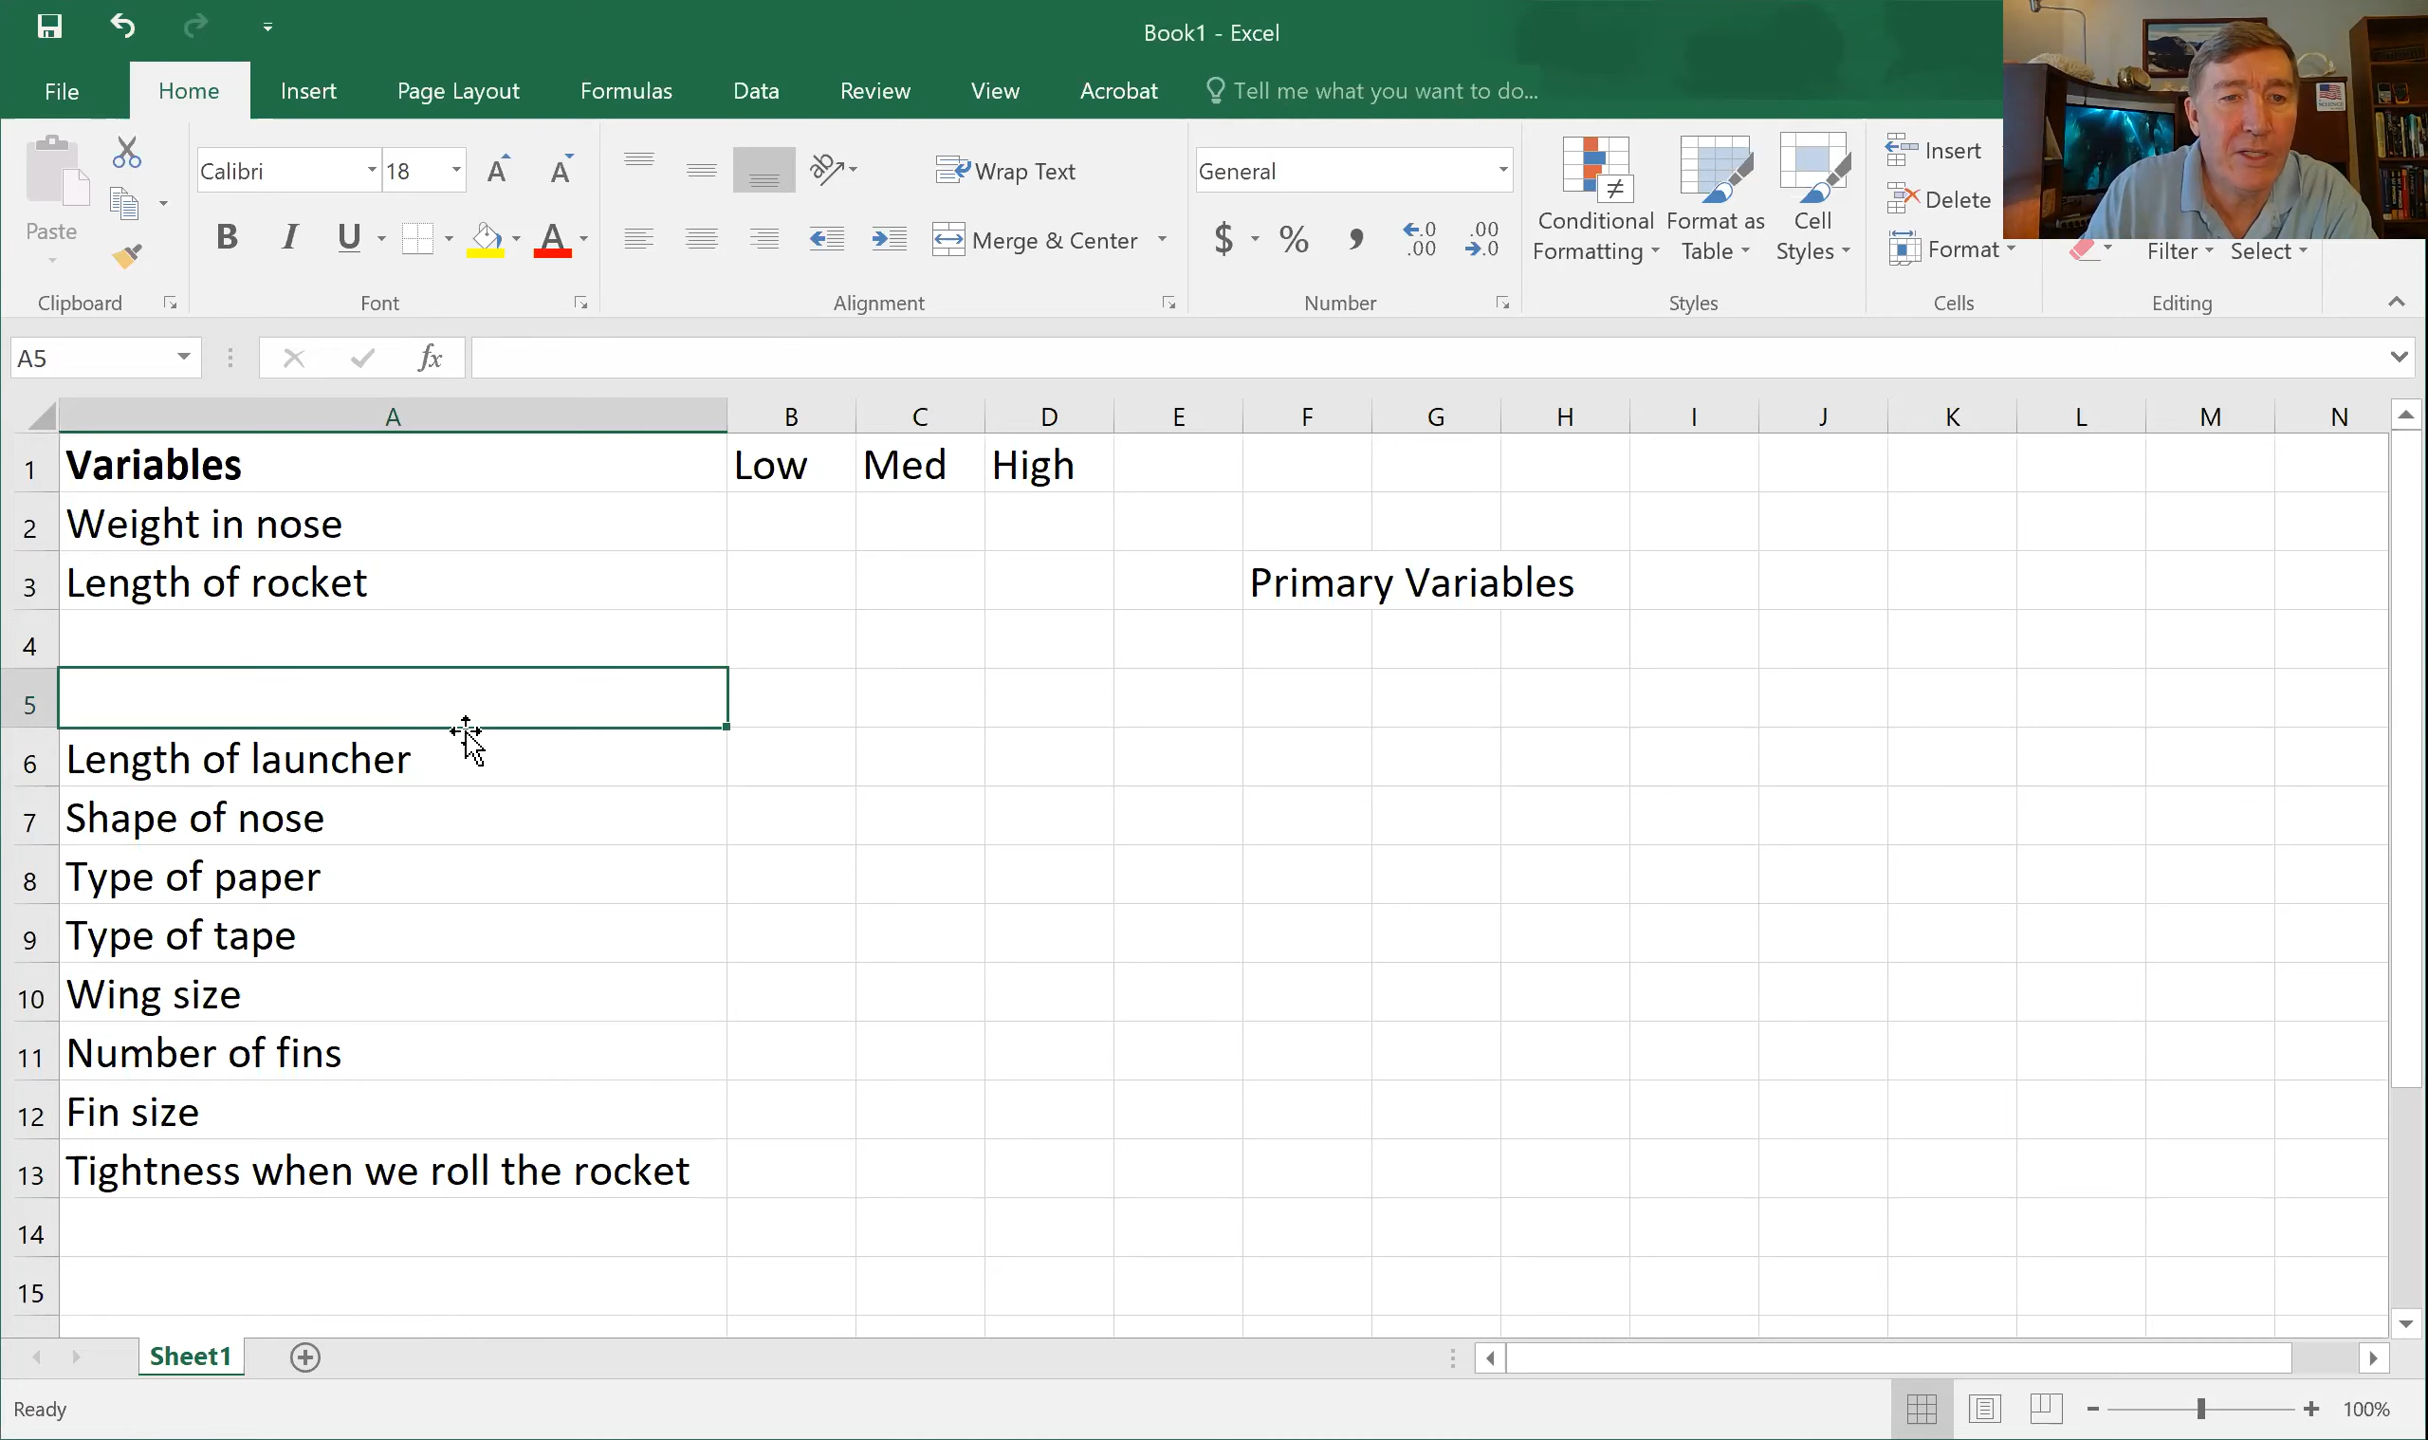 Book1 - Excel
File Home Insert Page Layout Formulas Data Review View Acrobat Tell me what you want to do...
Paste
Calibri 18
B I U A
Wrap Text
Merge & Center
General
$ % ,
Conditional Formatting
Format as Table
Cell Styles
Insert
Delete
Format
Filter Select
Clipboard Font Alignment Number Styles Cells Editing
A5 fx
A B C D E F G H I J K L M N
1 Variables Low Med High
2 Weight in nose
3 Length of rocket Primary Variables
4
5
6 Length of launcher
7 Shape of nose
8 Type of paper
9 Type of tape
10 Wing size
11 Number of fins
12 Fin size
13 Tightness when we roll the rocket
14
15
Sheet1
Ready 100%